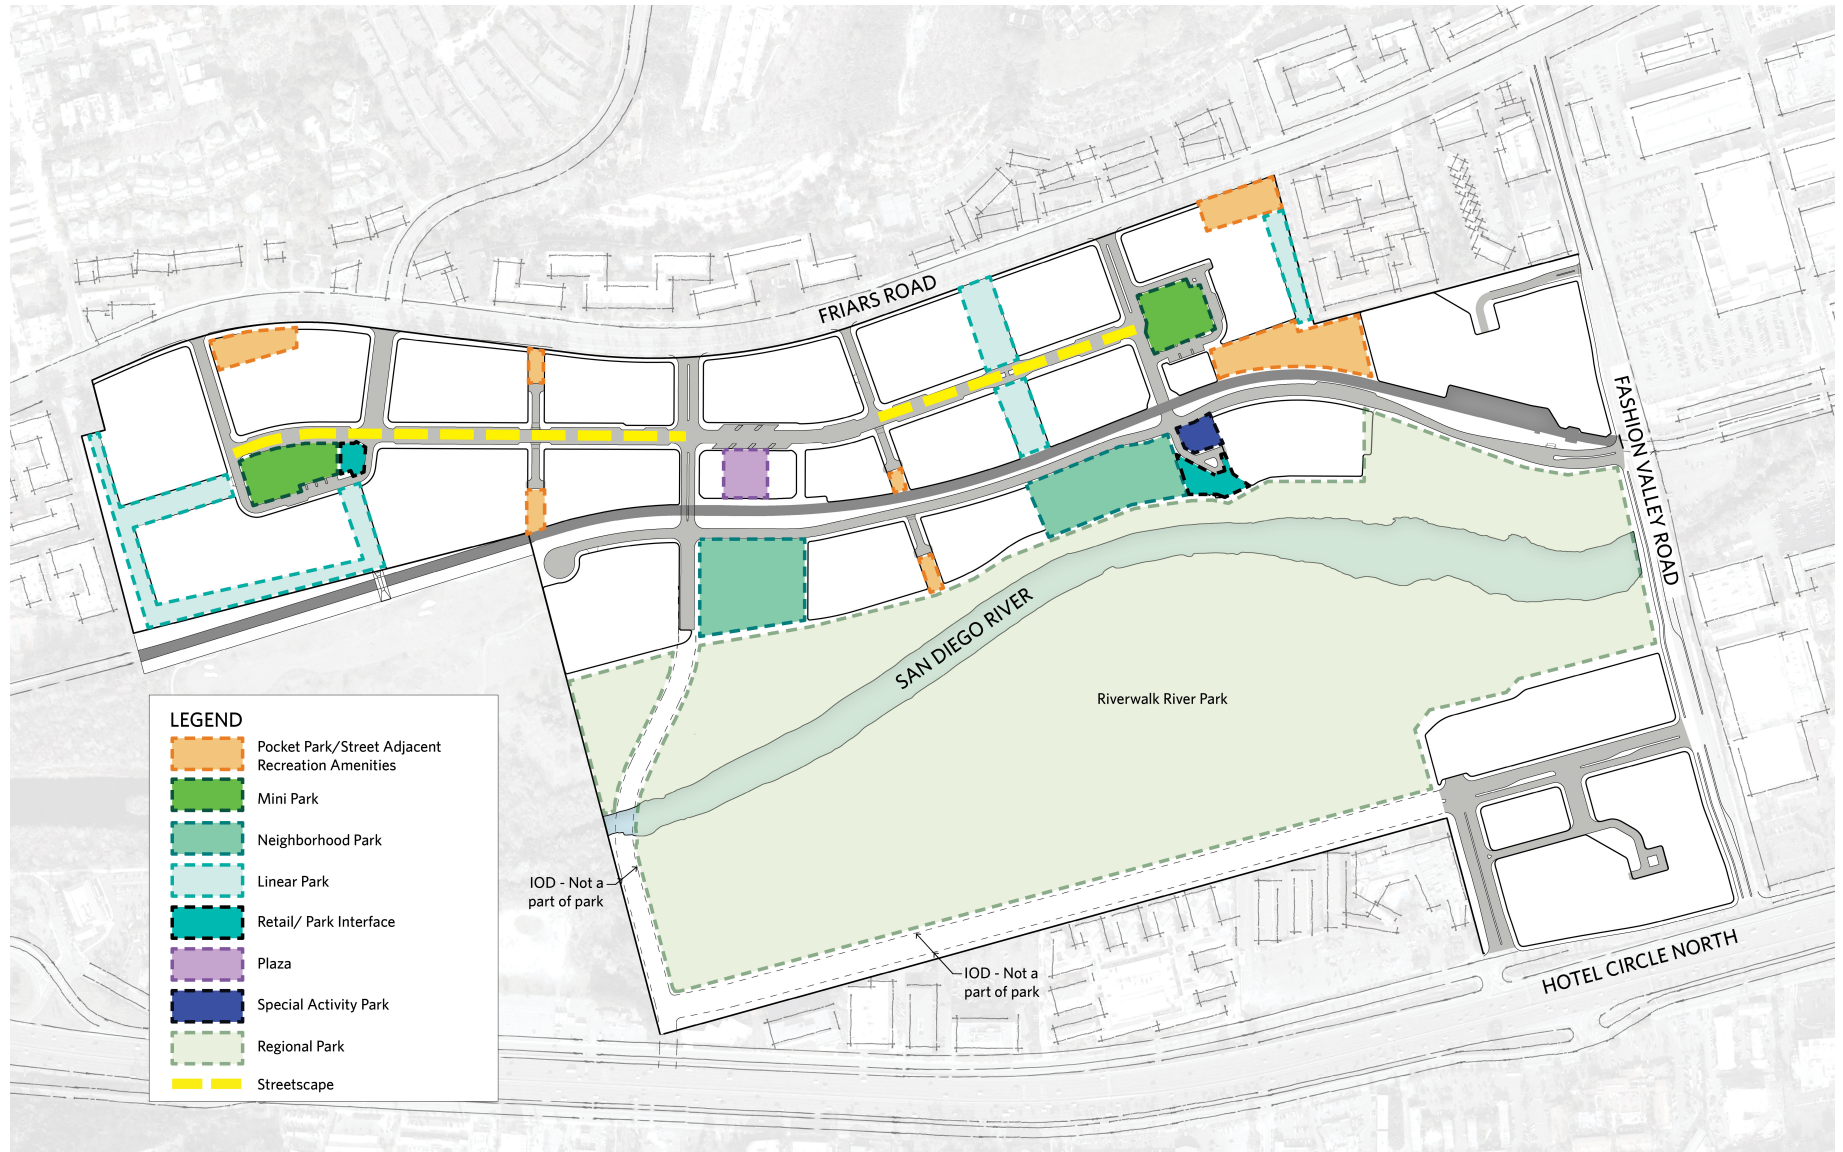 FRIARS ROAD
FASHION VALLEY ROAD
SAN DIEGO RIVER
Riverwalk River Park
LEGEND
Pocket Park/Street Adjacent
Recreation Amenities
Mini Park
Neighborhood Park
Linear Park
Retail/ Park Interface
Plaza
Special Activity Park
Regional Park
Streetscape
IOD - Not a
part of park
IOD - Not a
part of park
HOTEL CIRCLE NORTH